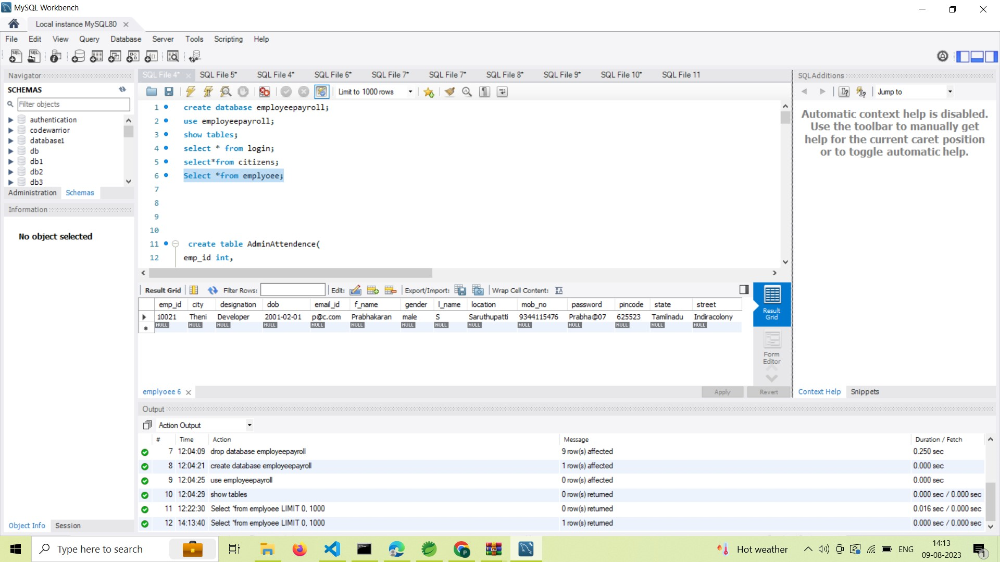 MySQL Workbench
Local instance MySQL80
File Edit View Query Database Server Tools Scripting Help
Navigator
SCHEMAS
Filter objects
authentication
codewarrior
database1
db
db1
db2
db3
Administration Schemas
Information
No object selected
Object Info Session
SQL File 4* SQL File 5* SQL File 4* SQL File 6* SQL File 7* SQL File 7* SQL File 8* SQL File 9* SQL File 10* SQL File 11
Limit to 1000 rows
1 create database employeepayroll;
2 use employeepayroll;
3 show tables;
4 select * from login;
5 select*from citizens;
6 Select *from emplyoee;
7
8
9
10
11 create table AdminAttendence(
12 emp_id int,
Result Grid Filter Rows: Edit: Export/Import: Wrap Cell Content:
emp_id city designation dob email_id f_name gender l_name location mob_no password pincode state street
10021 Theni Developer 2001-02-01 p@c.com Prabhakaran male S Saruthupatti 9344115476 Prabha@07 625523 Tamilnadu Indiracolony
NULL NULL NULL NULL NULL NULL NULL NULL NULL NULL NULL NULL NULL NULL
Result Grid
Form Editor
emplyoee 6
Apply Revert
SQLAdditions
Jump to
Automatic context help is disabled.
Use the toolbar to manually get
help for the current caret position
or to toggle automatic help.
Context Help Snippets
Output
Action Output
# Time Action Message Duration / Fetch
7 12:04:09 drop database employeepayroll 9 row(s) affected 0.250 sec
8 12:04:21 create database employeepayroll 1 row(s) affected 0.000 sec
9 12:04:25 use employeepayroll 0 row(s) affected 0.000 sec
10 12:04:29 show tables 0 row(s) returned 0.000 sec / 0.000 sec
11 12:22:30 Select *from emplyoee LIMIT 0, 1000 0 row(s) returned 0.016 sec / 0.000 sec
12 14:13:40 Select *from emplyoee LIMIT 0, 1000 1 row(s) returned 0.000 sec / 0.000 sec
Type here to search
Hot weather
ENG
14:13
09-08-2023
1